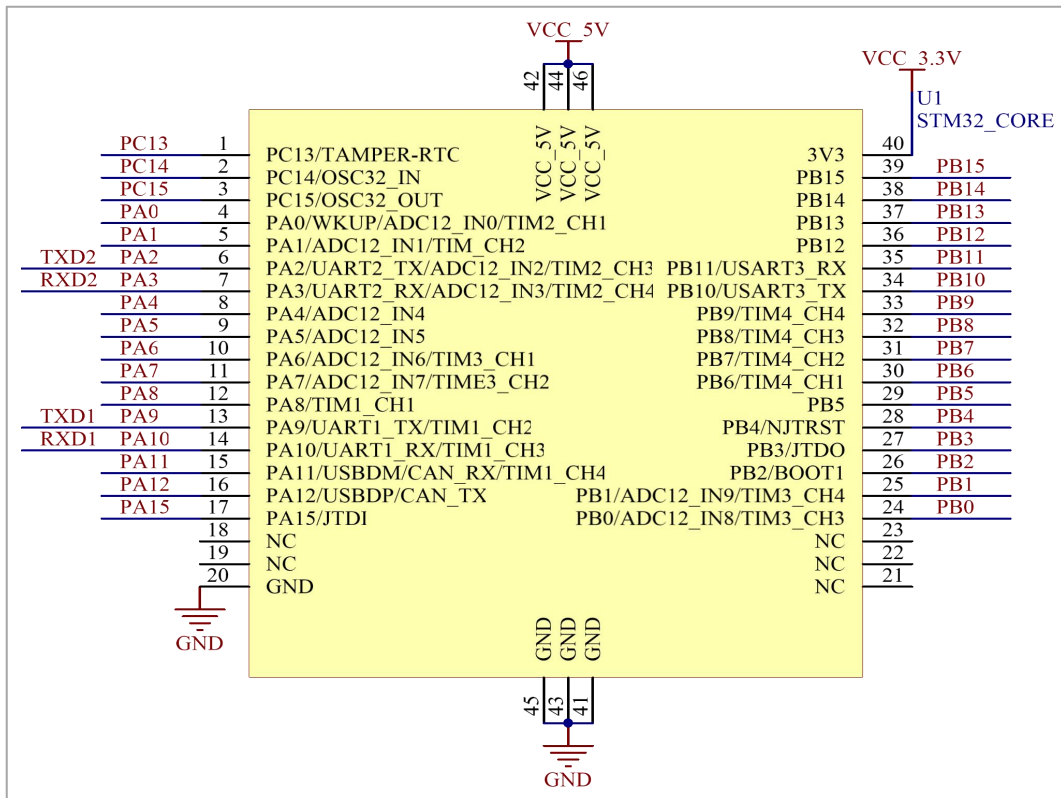 VCC_5V
42 44 46
VCC_3.3V
U1
STM32_CORE
VCC_5V VCC_5V VCC_5V
PC13 1 PC13/TAMPER-RTC 3V3 40
PC14 2 PC14/OSC32_IN PB15 39 PB15
PC15 3 PC15/OSC32_OUT PB14 38 PB14
PA0 4 PA0/WKUP/ADC12_IN0/TIM2_CH1 PB13 37 PB13
PA1 5 PA1/ADC12_IN1/TIM_CH2 PB12 36 PB12
TXD2 PA2 6 PA2/UART2_TX/ADC12_IN2/TIM2_CH3 PB11/USART3_RX 35 PB11
RXD2 PA3 7 PA3/UART2_RX/ADC12_IN3/TIM2_CH4 PB10/USART3_TX 34 PB10
PA4 8 PA4/ADC12_IN4 PB9/TIM4_CH4 33 PB9
PA5 9 PA5/ADC12_IN5 PB8/TIM4_CH3 32 PB8
PA6 10 PA6/ADC12_IN6/TIM3_CH1 PB7/TIM4_CH2 31 PB7
PA7 11 PA7/ADC12_IN7/TIME3_CH2 PB6/TIM4_CH1 30 PB6
PA8 12 PA8/TIM1_CH1 PB5 29 PB5
TXD1 PA9 13 PA9/UART1_TX/TIM1_CH2 PB4/NJTRST 28 PB4
RXD1 PA10 14 PA10/UART1_RX/TIM1_CH3 PB3/JTDO 27 PB3
PA11 15 PA11/USBDM/CAN_RX/TIM1_CH4 PB2/BOOT1 26 PB2
PA12 16 PA12/USBDP/CAN_TX PB1/ADC12_IN9/TIM3_CH4 25 PB1
PA15 17 PA15/JTDI PB0/ADC12_IN8/TIM3_CH3 24 PB0
18 NC NC 23
19 NC NC 22
20 GND NC 21
GND
GND GND GND
45 43 41
GND